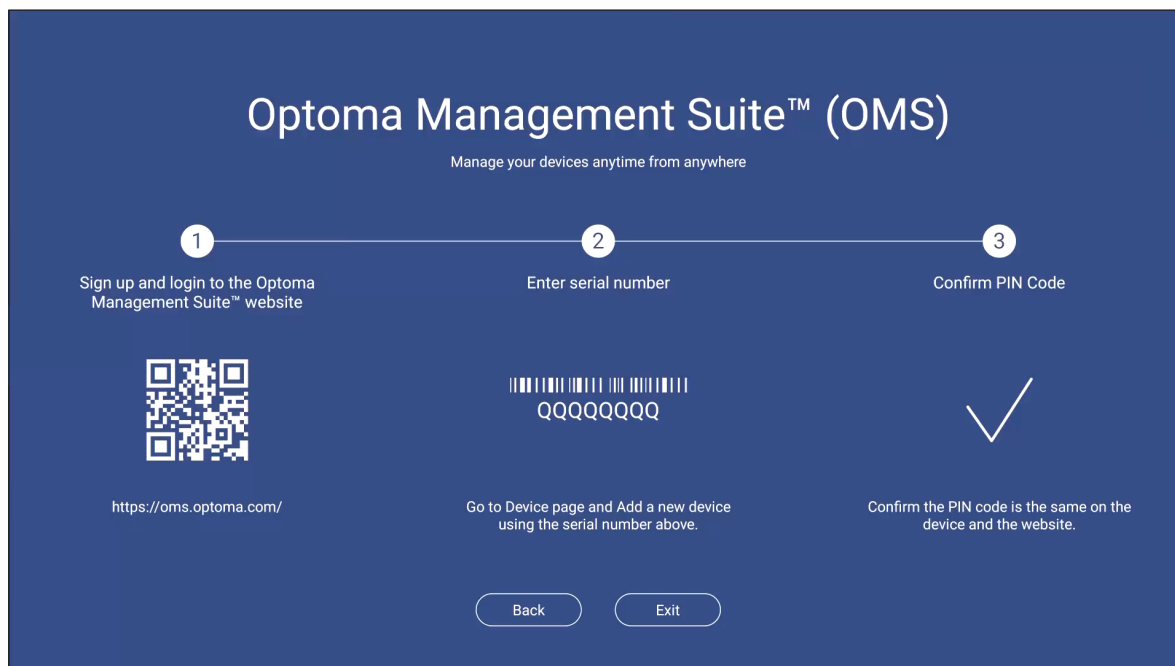 Optoma Management Suite™ (OMS)
Manage your devices anytime from anywhere
1
Sign up and login to the Optoma
Management Suite™ website
https://oms.optoma.com/
2
Enter serial number
QQQQQQQQ
Go to Device page and Add a new device
using the serial number above.
3
Confirm PIN Code
Confirm the PIN code is the same on the
device and the website.
Back
Exit